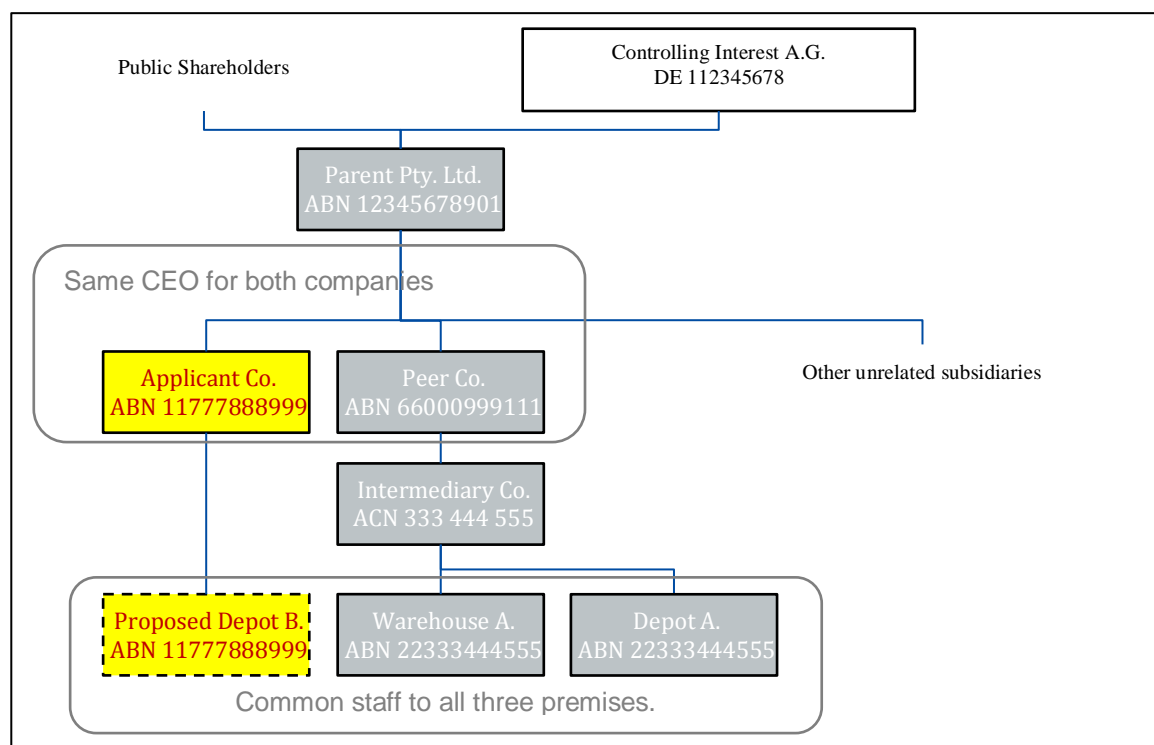 Controlling Interest A.G.
DE 112345678
Public Shareholders
Parent Pty. Ltd.
ABN 12345678901
Same CEO for both companies
Applicant Co.
ABN 11777888999
Peer Co.
ABN 66000999111
Other unrelated subsidiaries
Intermediary Co.
ACN 333 444 555
Proposed Depot B.
ABN 11777888999
Warehouse A.
ABN 22333444555
Depot A.
ABN 22333444555
Common staff to all three premises.